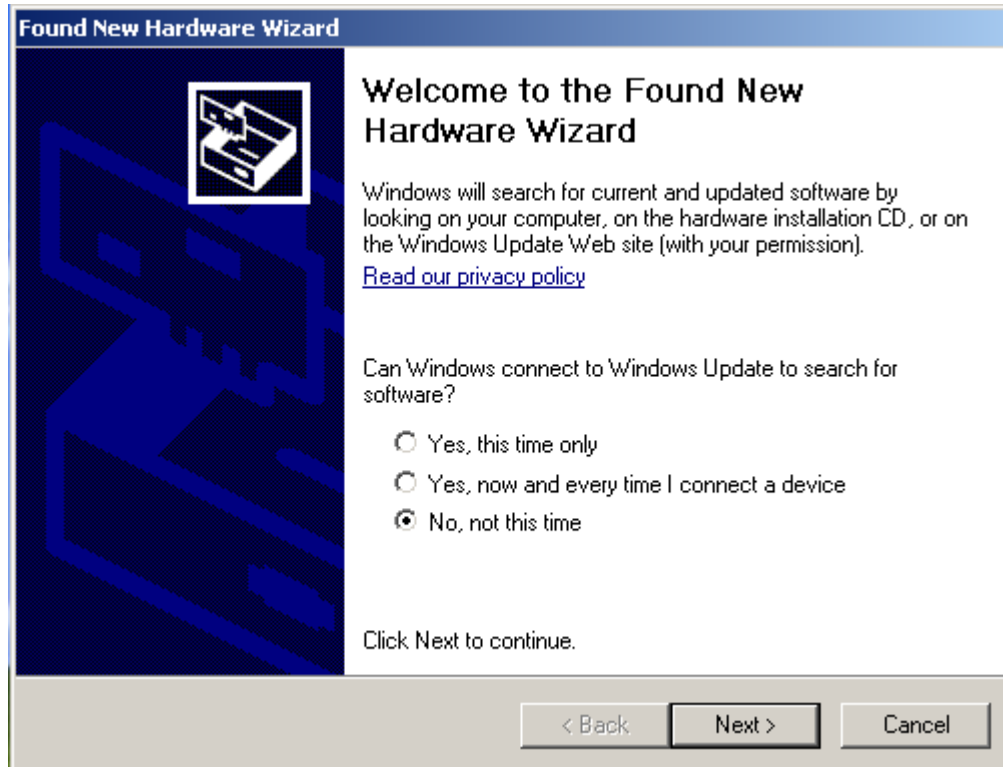 Found New Hardware Wizard
Welcome to the Found New
Hardware Wizard
Windows will search for current and updated software by
looking on your computer, on the hardware installation CD, or on
the Windows Update Web site (with your permission).
Read our privacy policy
Can Windows connect to Windows Update to search for
software?
Yes, this time only
Yes, now and every time I connect a device
No, not this time
Click Next to continue.
< Back
Next >
Cancel